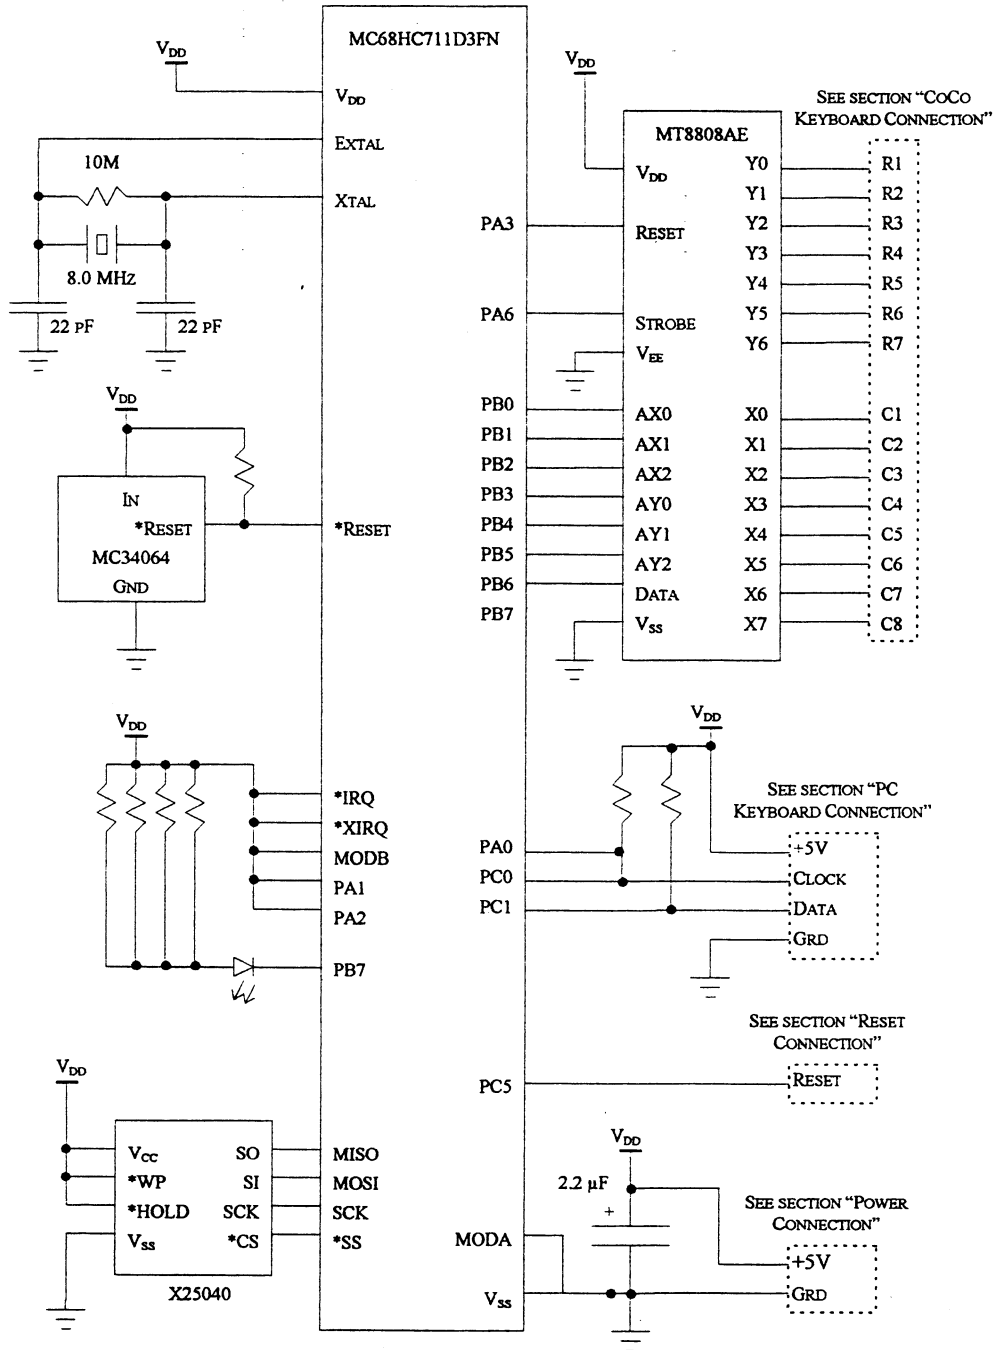 MC68HC711D3FN
VDD
VDD
EXTAL
10M
XTAL
8.0 MHZ
22 PF
22 PF
VDD
IN
*RESET
MC34064
GND
*RESET
VDD
*IRQ
*XIRQ
MODB
PA1
PA2
PB7
VDD
VCC
*WP
*HOLD
VSS
SO
SI
SCK
*CS
X25040
MISO
MOSI
SCK
*SS
PA3
PA6
PB0
PB1
PB2
PB3
PB4
PB5
PB6
PB7
PA0
PC0
PC1
PC5
MODA
VSS
VDD
MT8808AE
VDD
RESET
STROBE
VEE
AX0
AX1
AX2
AY0
AY1
AY2
DATA
VSS
Y0
Y1
Y2
Y3
Y4
Y5
Y6
X0
X1
X2
X3
X4
X5
X6
X7
SEE SECTION “COCO
KEYBOARD CONNECTION”
R1
R2
R3
R4
R5
R6
R7
C1
C2
C3
C4
C5
C6
C7
C8
VDD
SEE SECTION “PC
KEYBOARD CONNECTION”
+5V
CLOCK
DATA
GRD
SEE SECTION “RESET
CONNECTION”
RESET
VDD
2.2 µF
+
SEE SECTION “POWER
CONNECTION”
+5V
GRD